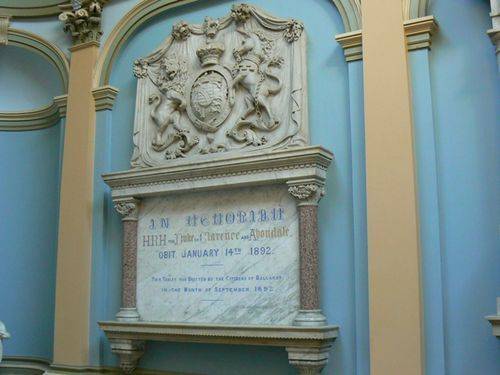 IN MEMORIAM
HRH THE Duke OF Clarence AND Avondale.
OBIT. JANUARY 14TH 1892.
THIS TABLET WAS ERECTED BY THE CITIZENS OF BALLARAT
IN THE MONTH OF SEPTEMBER, 1892.